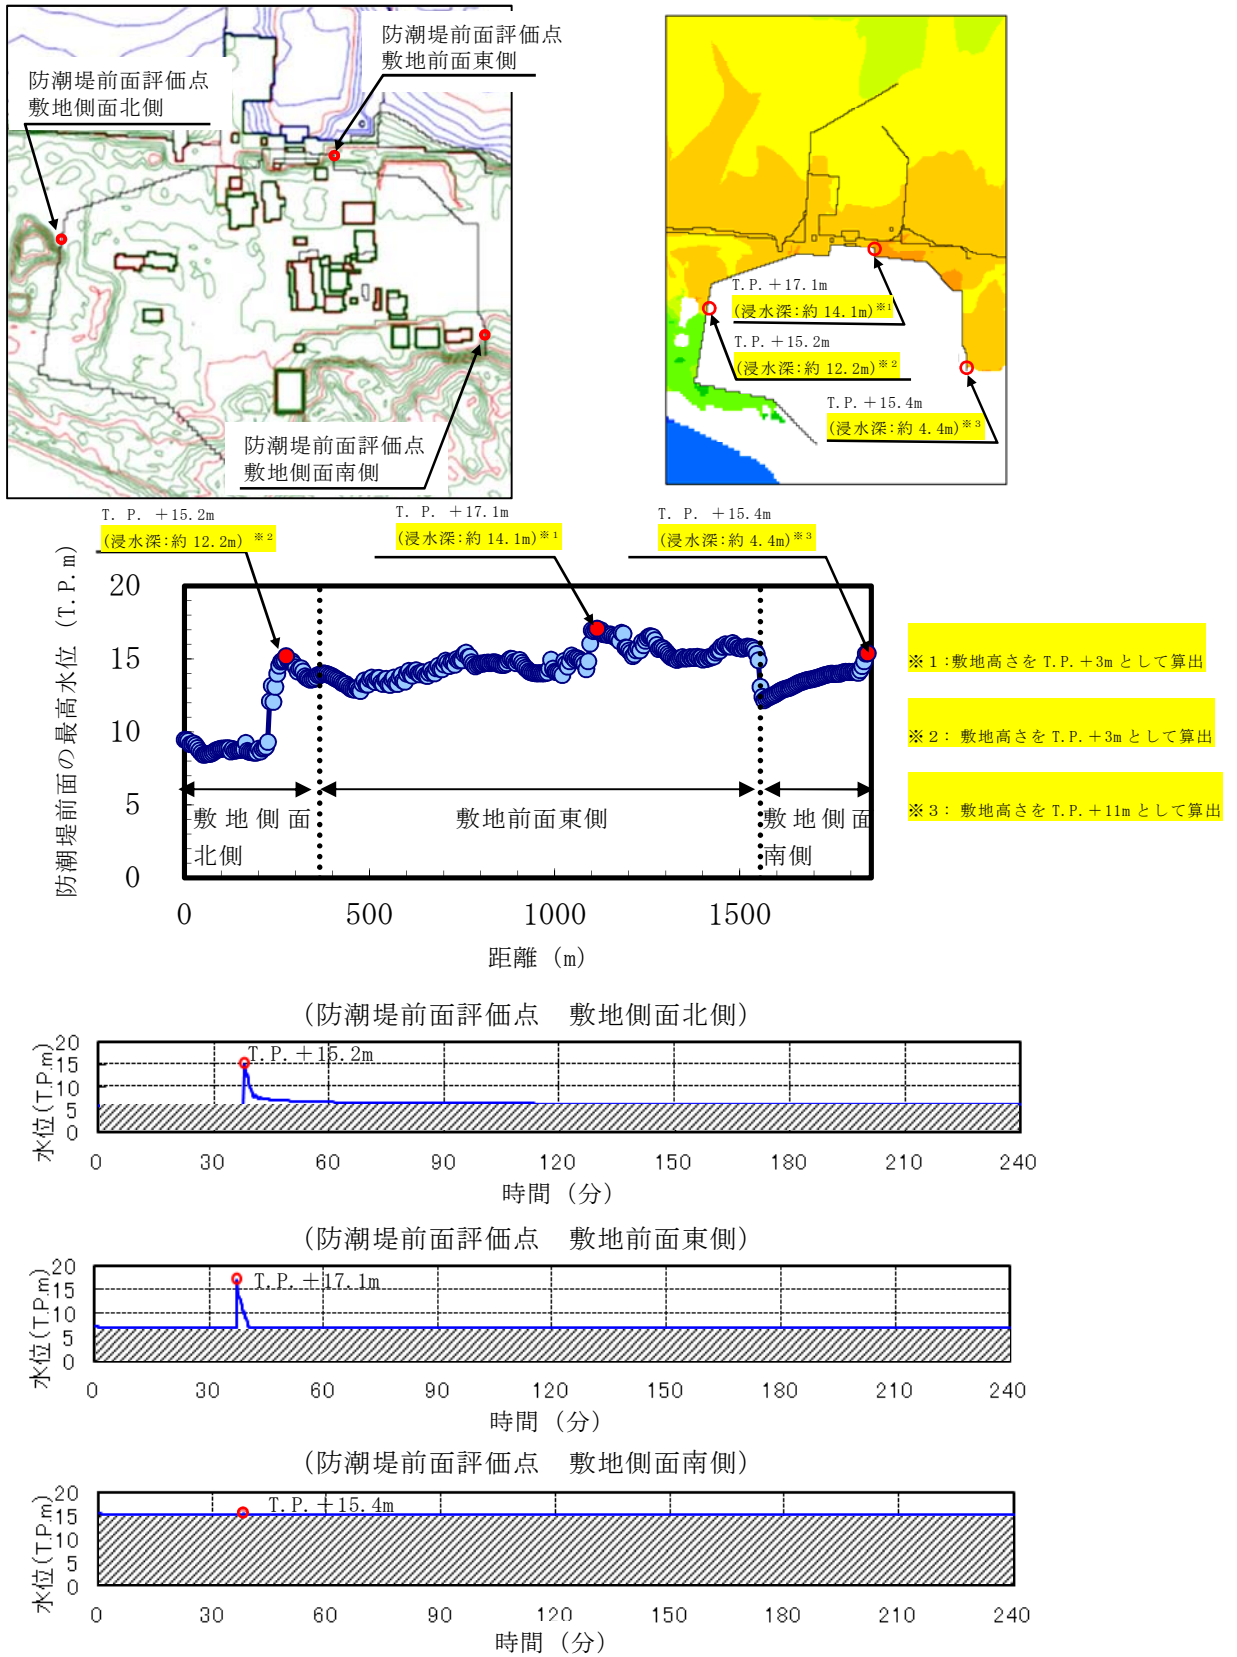 防潮堤前面評価点
敷地前面東側
防潮堤前面評価点
敷地側面北側
防潮堤前面評価点
敷地側面南側
T.P.+17.1m
(浸水深:約 14.1m)※1
T.P.+15.2m
(浸水深:約 12.2m)※2
T.P.+15.4m
(浸水深:約 4.4m)※3
T. P. +15.2m
(浸水深:約 12.2m) ※2
T. P. +17.1m
(浸水深:約 14.1m)※1
T. P. +15.4m
(浸水深:約 4.4m)※3
防潮堤前面の最高水位 (T.P.m)
20
15
10
5
0
敷地側面
北側
敷地前面東側
敷地側面
南側
0 500 1000 1500
距離 (m)
※1:敷地高さを T.P.+3m として算出
※2: 敷地高さを T.P.+3m として算出
※3: 敷地高さを T.P.+11m として算出
(防潮堤前面評価点 敷地側面北側)
水位(T.P.m)
20
15
10
5
0
T.P.+15.2m
0 30 60 90 120 150 180 210 240
時間 (分)
(防潮堤前面評価点 敷地前面東側)
水位(T.P.m)
20
15
10
5
0
T.P.+17.1m
0 30 60 90 120 150 180 210 240
時間 (分)
(防潮堤前面評価点 敷地側面南側)
水位(T.P.m)
20
15
10
5
0
T.P.+15.4m
0 30 60 90 120 150 180 210 240
時間 (分)